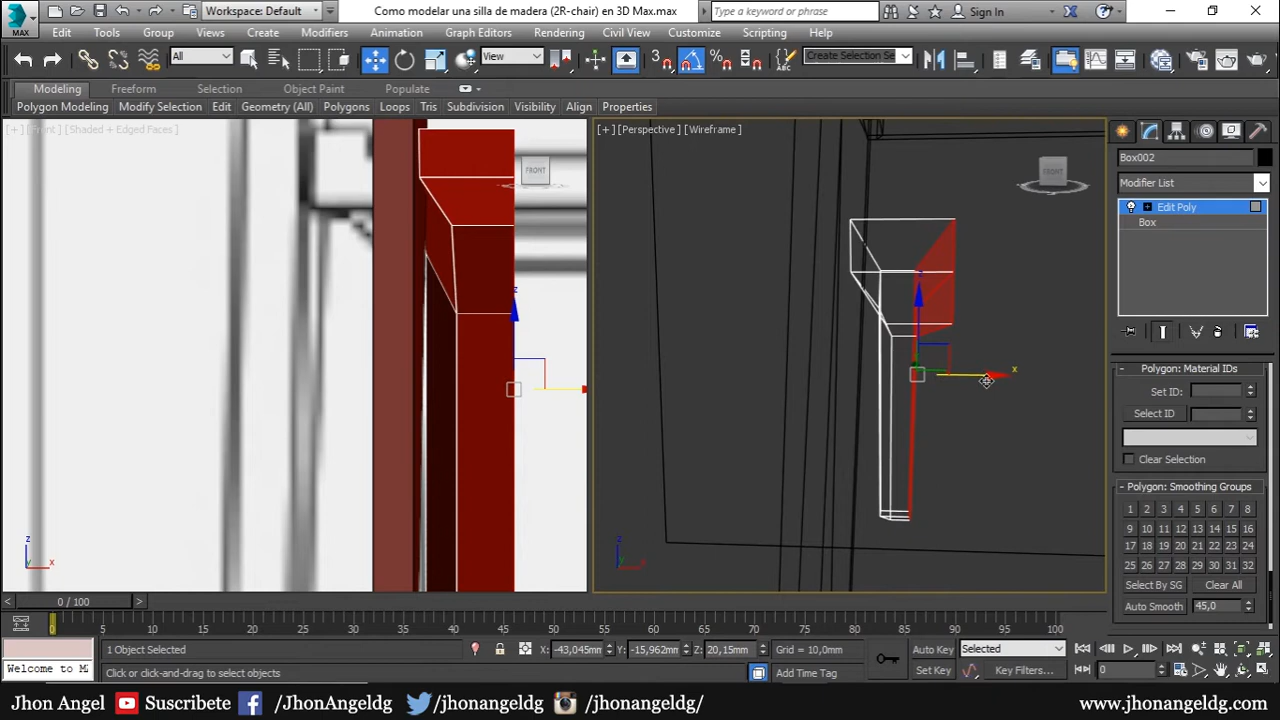 MAX
Workspace: Default
Como modelar una silla de madera (2R-chair) en 3D Max.max
Type a keyword or phrase
Sign In
Edit Tools Group Views Create Modifiers Animation Graph Editors Rendering Civil View Customize Scripting Help
All
View
3
Create Selection Se
Modeling Freeform Selection Object Paint Populate
Polygon Modeling Modify Selection Edit Geometry (All) Polygons Loops Tris Subdivision Visibility Align Properties
[+] [Front] [Shaded + Edged Faces]
[+] [Perspective] [Wireframe]
FRONT
FRONT
Box002
Modifier List
Edit Poly
Box
z
x
z
x
z
x
Polygon: Material IDs
Set ID:
Select ID
Clear Selection
Polygon: Smoothing Groups
1 2 3 4 5 6 7 8
9 10 11 12 13 14 15 16
17 18 19 20 21 22 23 24
25 26 27 28 29 30 31 32
Select By SG Clear All
Auto Smooth 45,0
0 / 100
0 5 10 15 20 25 30 35 40 45 50 55 60 65 70 75 80 85 90 95 100
1 Object Selected
X: -43,045mm Y: -15,962mm Z: 20,15mm Grid = 10,0mm
Auto Key Selected
Welcome to M
Click or click-and-drag to select objects
Add Time Tag
Set Key Key Filters... 0
Jhon Angel Suscribete /JhonAngeldg /jhonangeldg /jhonangeldg/ www.jhonangeldg.com